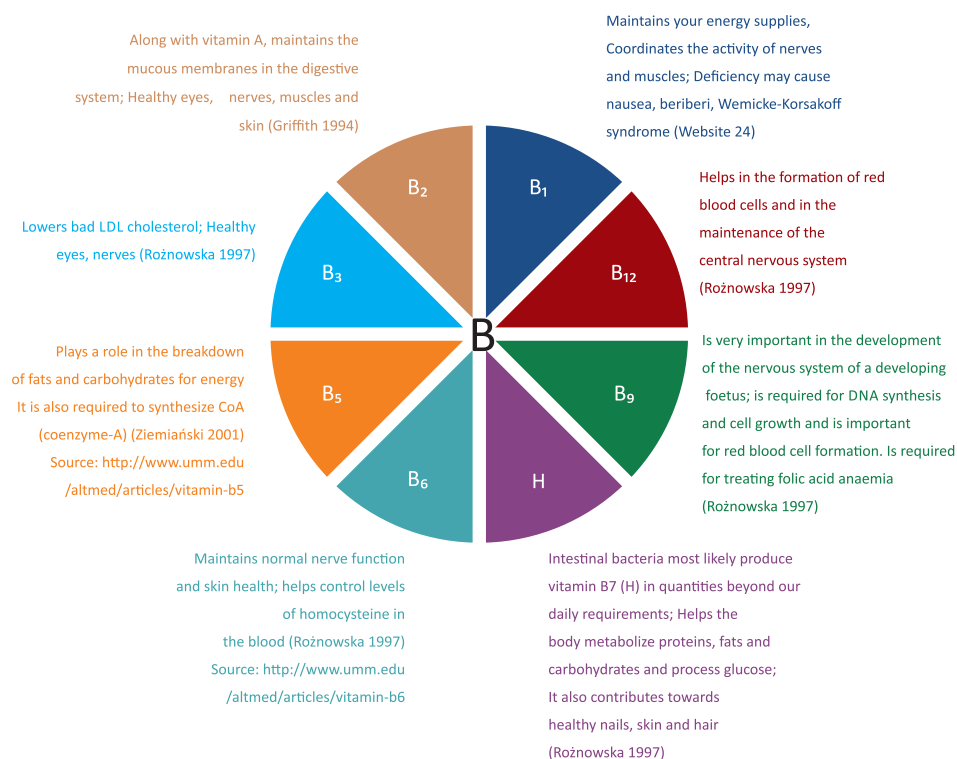 Maintains your energy supplies,
Coordinates the activity of nerves
and muscles; Deficiency may cause
nausea, beriberi, Wemicke-Korsakoff
syndrome (Website 24)
Along with vitamin A, maintains the
mucous membranes in the digestive
system; Healthy eyes, nerves, muscles and
skin (Griffith 1994)
B₂
B₁
Helps in the formation of red
blood cells and in the
maintenance of the
central nervous system
(Rożnowska 1997)
Lowers bad LDL cholesterol; Healthy
eyes, nerves (Rożnowska 1997)
B₃
B₁₂
B
Plays a role in the breakdown
of fats and carbohydrates for energy
It is also required to synthesize CoA
(coenzyme-A) (Ziemiański 2001)
Source: http://www.umm.edu
/altmed/articles/vitamin-b5
B₅
B₉
Is very important in the development
of the nervous system of a developing
foetus; is required for DNA synthesis
and cell growth and is important
for red blood cell formation. Is required
for treating folic acid anaemia
(Rożnowska 1997)
B₆
H
Maintains normal nerve function
and skin health; helps control levels
of homocysteine in
the blood (Rożnowska 1997)
Source: http://www.umm.edu
/altmed/articles/vitamin-b6
Intestinal bacteria most likely produce
vitamin B7 (H) in quantities beyond our
daily requirements; Helps the
body metabolize proteins, fats and
carbohydrates and process glucose;
It also contributes towards
healthy nails, skin and hair
(Rożnowska 1997)